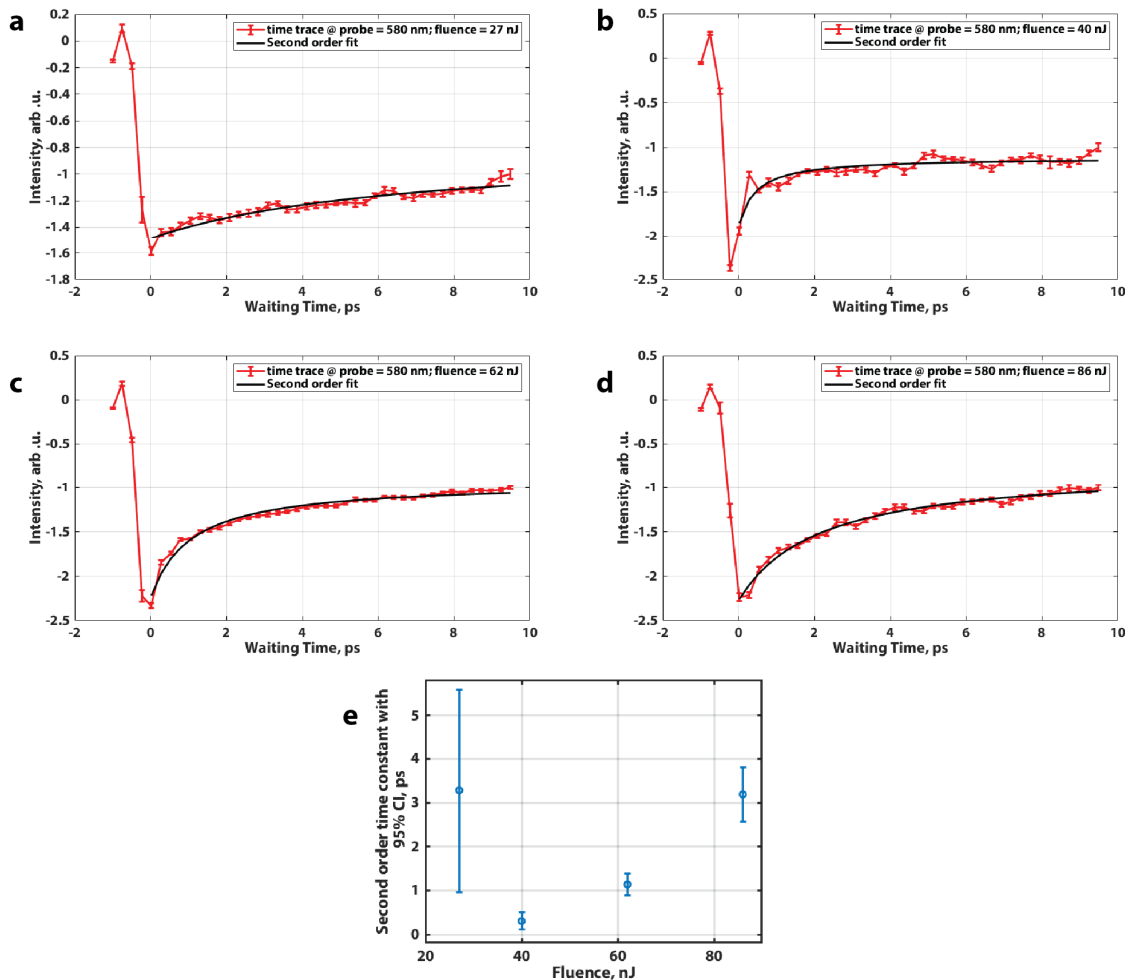 a
0.2
0
-0.2
-0.4
-0.6
-0.8
-1
-1.2
-1.4
-1.6
-1.8
-2
0
2
4
6
8
10
Intensity, arb .u.
Waiting Time, ps
time trace @ probe = 580 nm; fluence = 27 nJ
Second order fit
b
0.5
0
-0.5
-1
-1.5
-2
-2.5
-2
0
2
4
6
8
10
Intensity, arb .u.
Waiting Time, ps
time trace @ probe = 580 nm; fluence = 40 nJ
Second order fit
c
0.5
0
-0.5
-1
-1.5
-2
-2.5
-2
0
2
4
6
8
10
Intensity, arb .u.
Waiting Time, ps
time trace @ probe = 580 nm; fluence = 62 nJ
Second order fit
d
0.5
0
-0.5
-1
-1.5
-2
-2.5
-2
0
2
4
6
8
10
Intensity, arb .u.
Waiting Time, ps
time trace @ probe = 580 nm; fluence = 86 nJ
Second order fit
e
5
4
3
2
1
0
20
40
60
80
Second order time constant with
95% CI, ps
Fluence, nJ